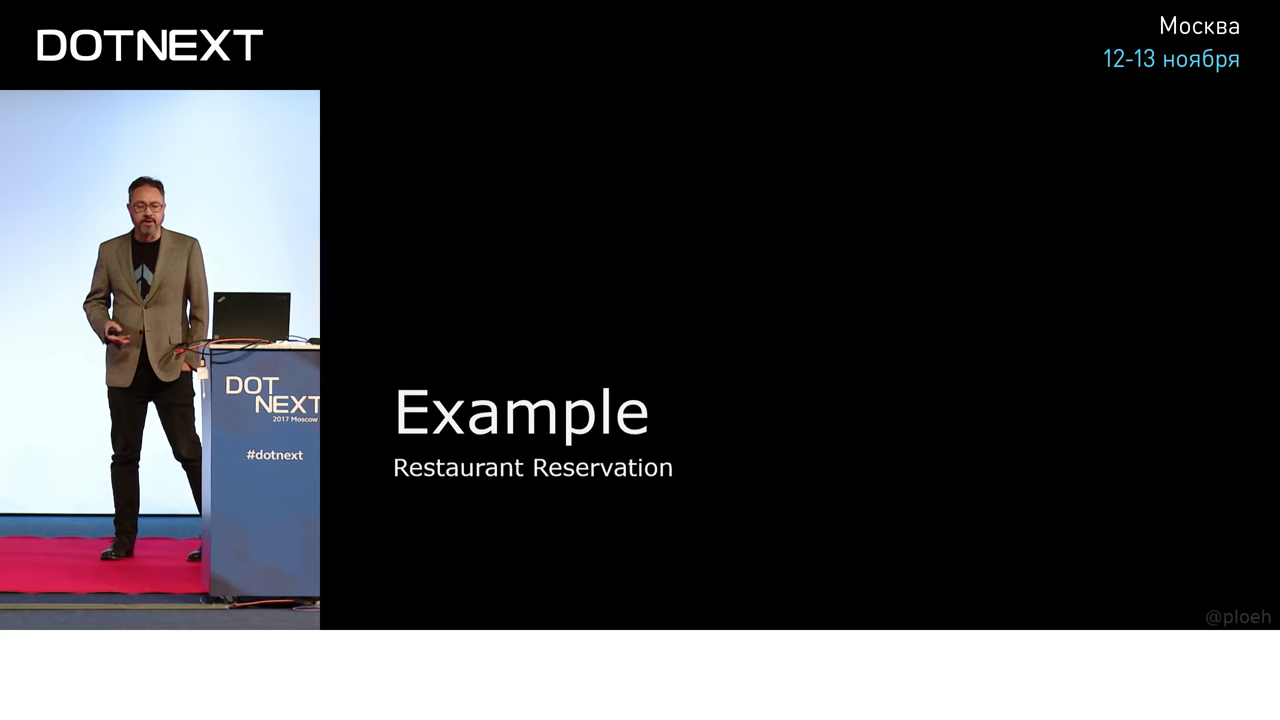 DOTNEXT
Москва
12-13 ноября
DOT
NEXT
2017 Moscow
#dotnext
Example
Restaurant Reservation
@ploeh